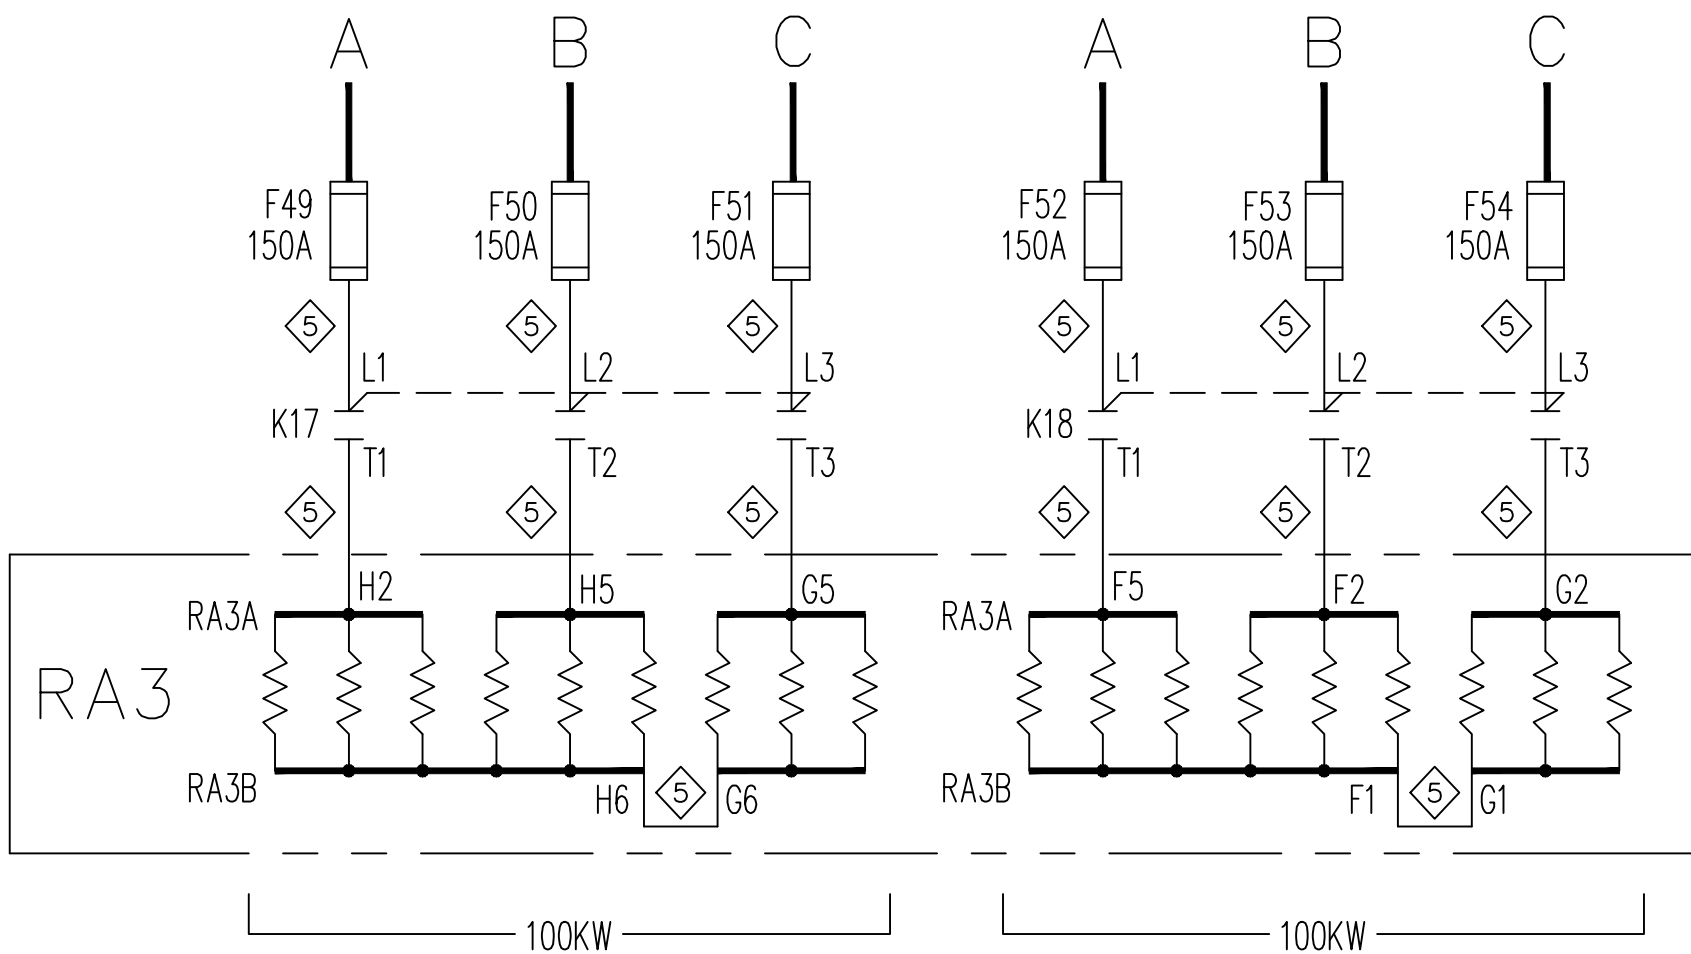 A B C A B C
F49 F50 F51 F52 F53 F54
150A 150A 150A 150A 150A 150A
5 5 5 5 5 5
L1 L2 L3 L1 L2 L3
K17 K18
T1 T2 T3 T1 T2 T3
5 5 5 5 5 5
H2 H5 G5 F5 F2 G2
RA3A RA3A
RA3
RA3B RA3B
H6 5 G6 F1 5 G1
100KW 100KW